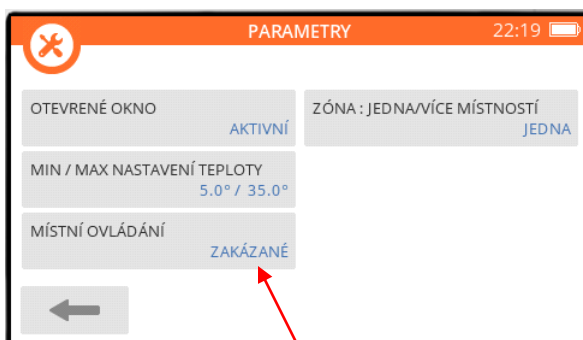 PARAMETRY 22:19
OTEVRENÉ OKNO
AKTIVNÍ
ZÓNA : JEDNA/VÍCE MÍSTNOSTÍ
JEDNA
MIN / MAX NASTAVENÍ TEPLOTY
5.0° / 35.0°
MÍSTNÍ OVLÁDÁNÍ
ZAKÁZANÉ